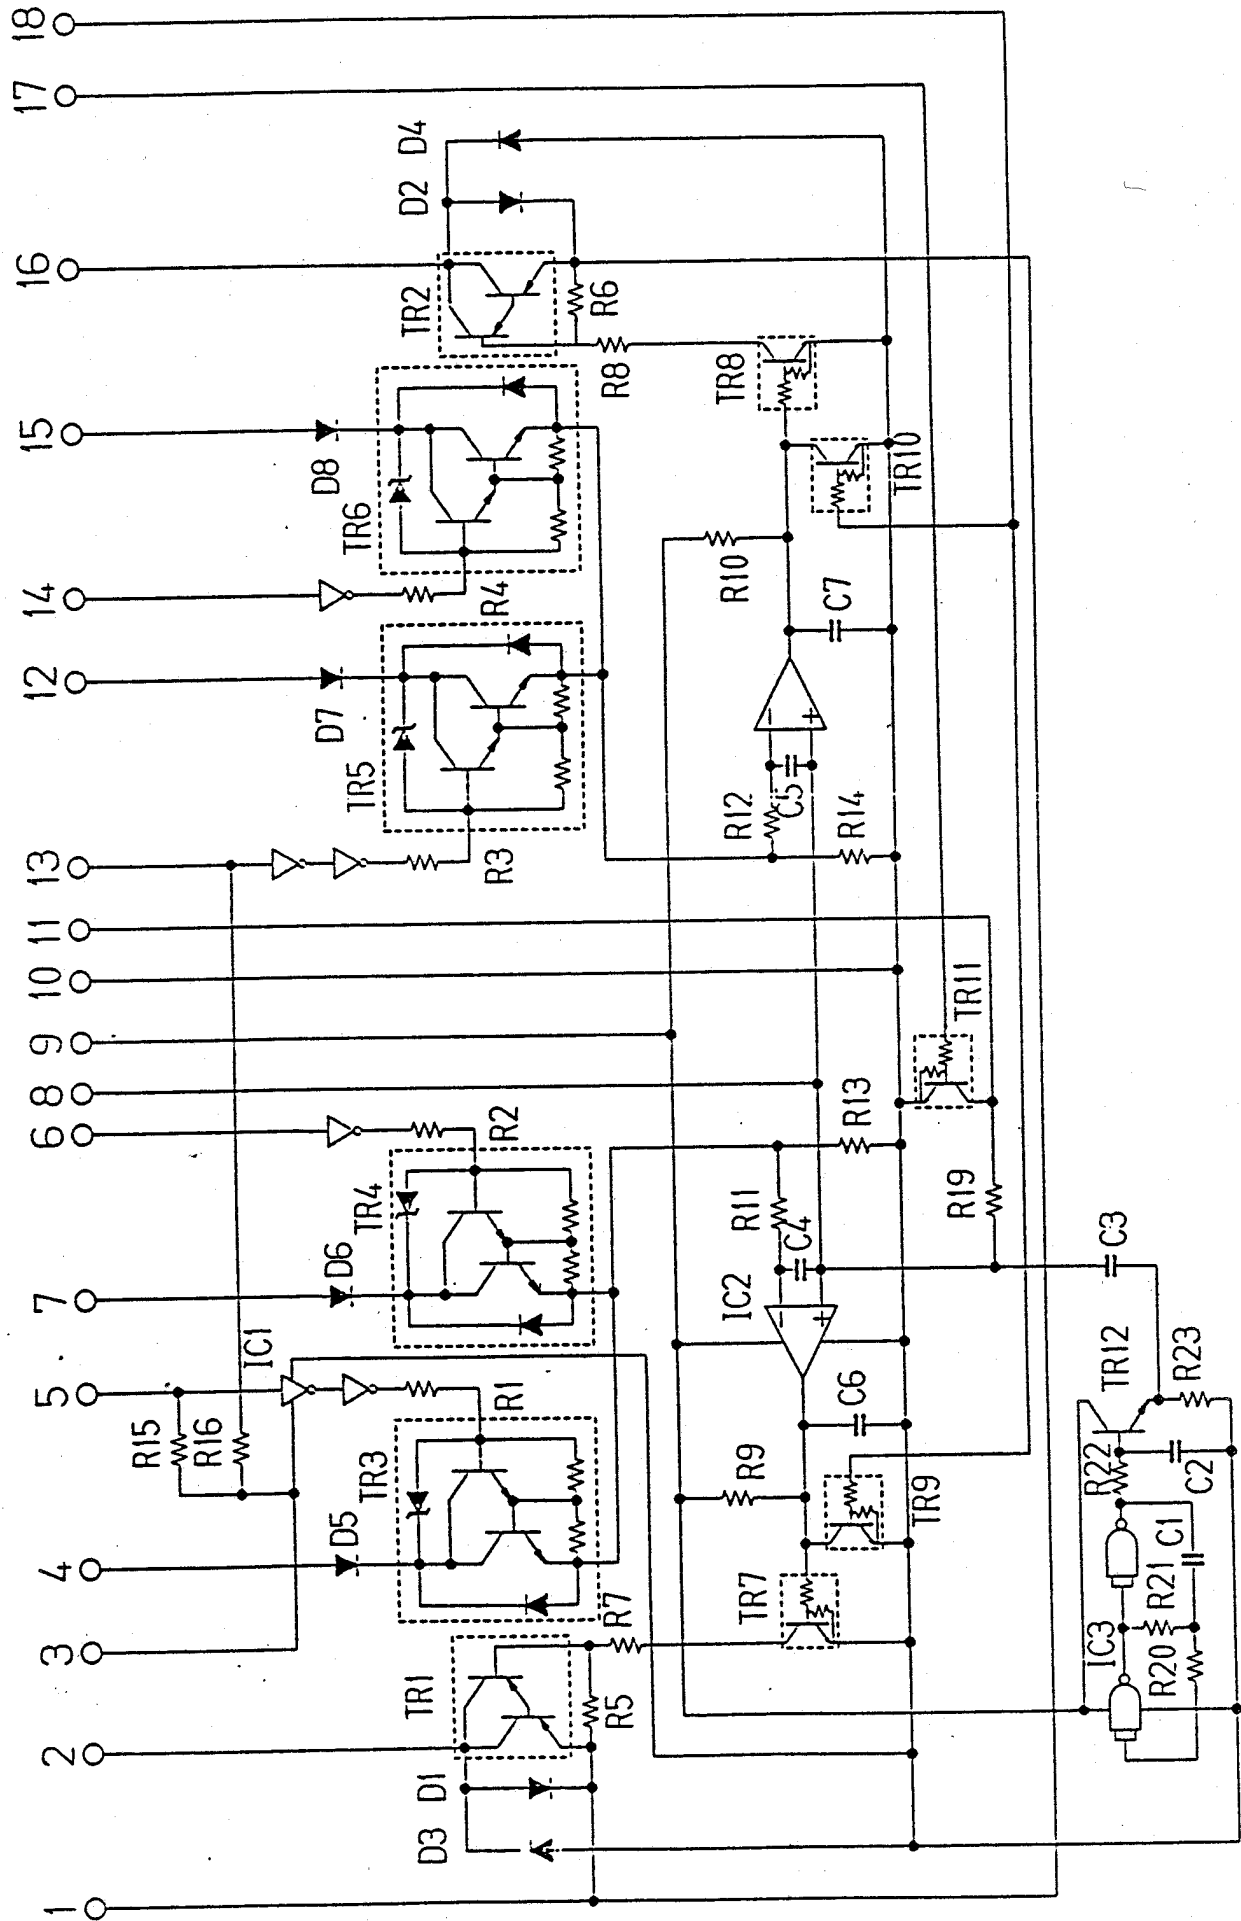 18
17
16
15
14
12
13
11
10
9
8
6
7
5
4
3
2
1
D4
D2
TR2
R6
R8
D8
TR6
R4
D7
TR5
R3
TR8
TR10
R10
C7
C5
R12
R14
TR11
R13
R2
TR4
D6
R11
C4
IC2
R19
C3
IC1
R15
R16
R1
TR3
D5
R9
C6
TR9
TR12
R23
R22
C2
C1
R21
R20
IC3
TR7
R7
TR1
R5
D1
D3
−
+
−
+